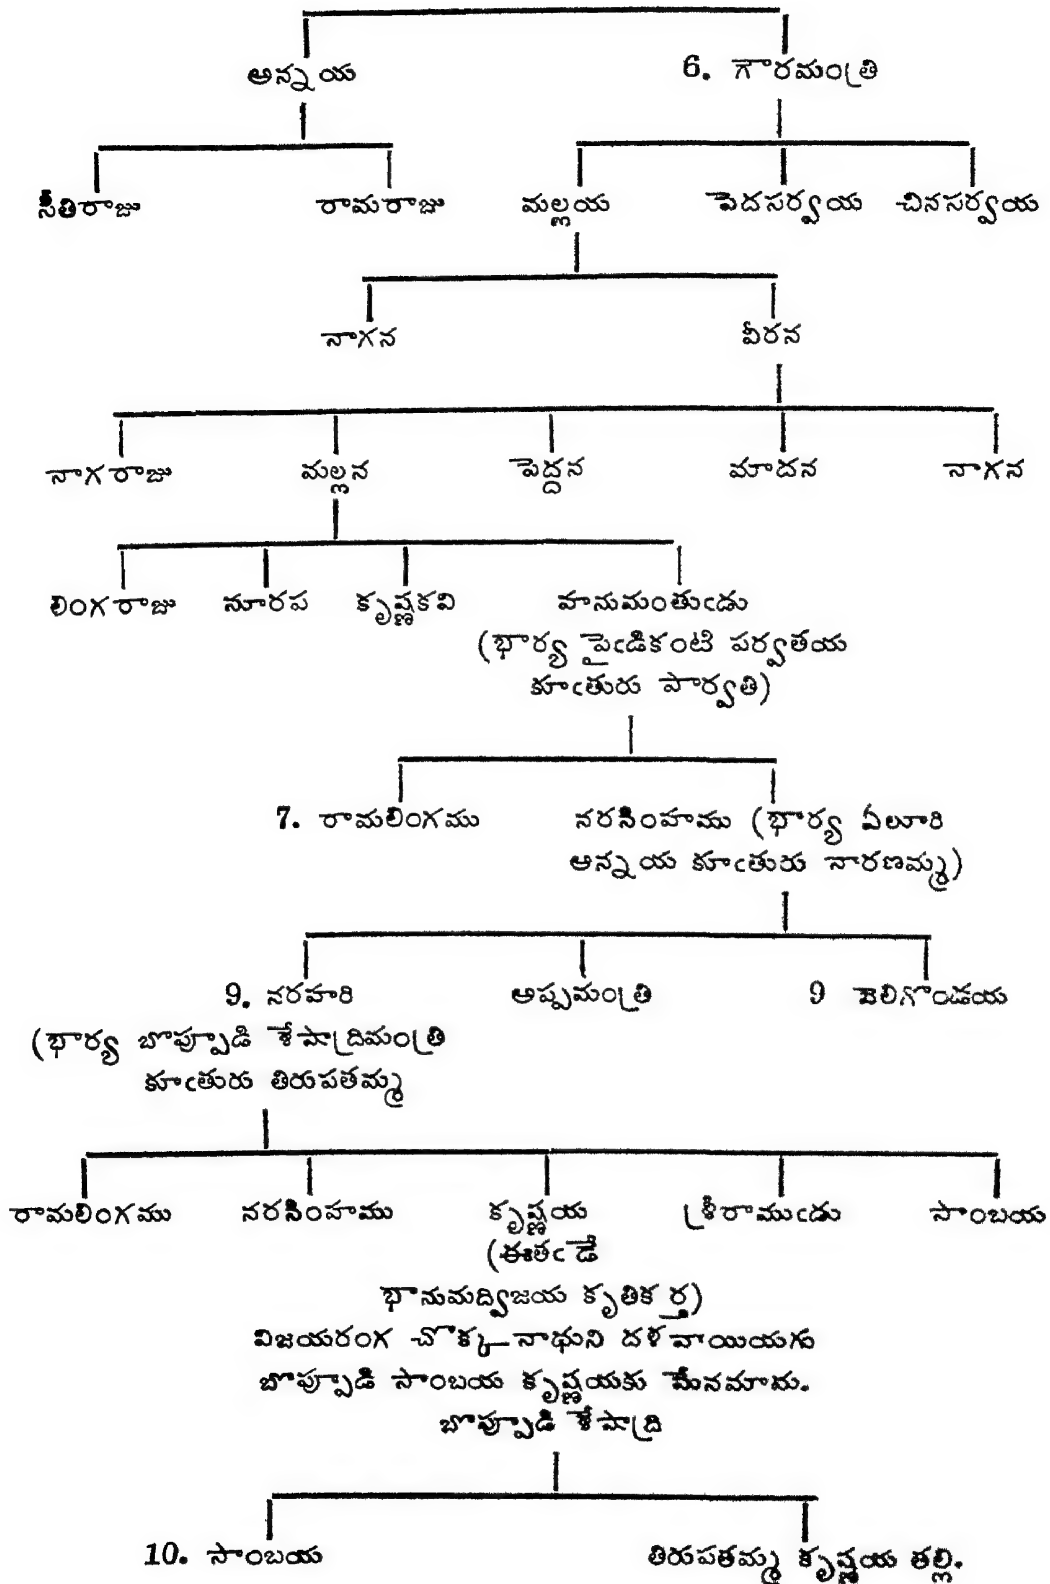 అన్నయ 6. గౌరమంత్రి
సీతిరాజు రామరాజు మల్లయ పెదసర్వయ చినసర్వయ
నాగన వీరన
నాగరాజు మల్లన పెద్దన మాదన నాగన
లింగరాజు నూరప కృష్ణకవి హనుమంతుఁడు
(భార్య పైఁడికంటి పర్వతయ
కూఁతురు పార్వతి)
7. రామలింగము నరసింహము (భార్య ఏలూరి
అన్నయ కూఁతురు నారణమ్మ)
9. నరహరి అప్పమంత్రి 9 వెలిగొండయ
(భార్య బొప్పూడి శేషాద్రిమంత్రి
కూఁతురు తిరుపతమ్మ
రామలింగము నరసింహము కృష్ణయ శ్రీరాముఁడు సాంబయ
(ఈతఁడే
భానుమద్విజయ కృతికర్త)
విజయరంగ చొక్క—నాథుని దళవాయియగు
బొప్పూడి సాంబయ కృష్ణయకు మేనమామ.
బొప్పూడి శేషాద్రి
10. సాంబయ తిరుపతమ్మ కృష్ణయ తల్లి.